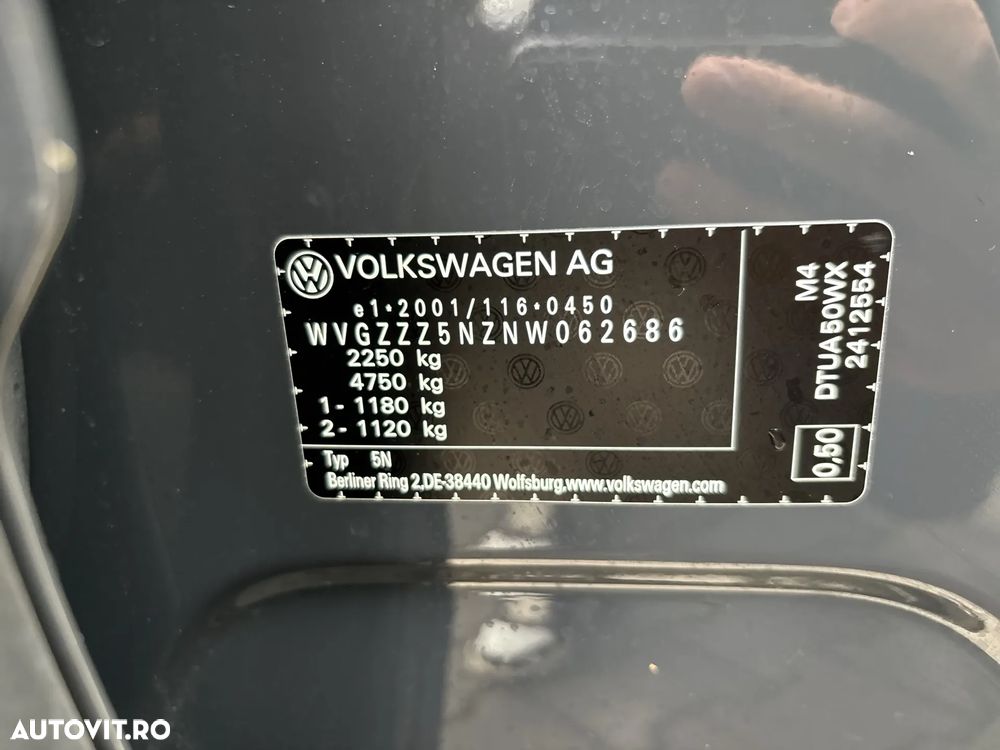 VOLKSWAGEN AG
e1*2001/116*0450
WVGZZZ5NZNW062686
2250 kg
4750 kg
1- 1180 kg
2- 1120 kg
Typ 5N
Berliner Ring 2,DE-38440 Wolfsburg,www.volkswagen.com
M4
DTUA50WX
2412554
0,50
AUTOVIT.RO